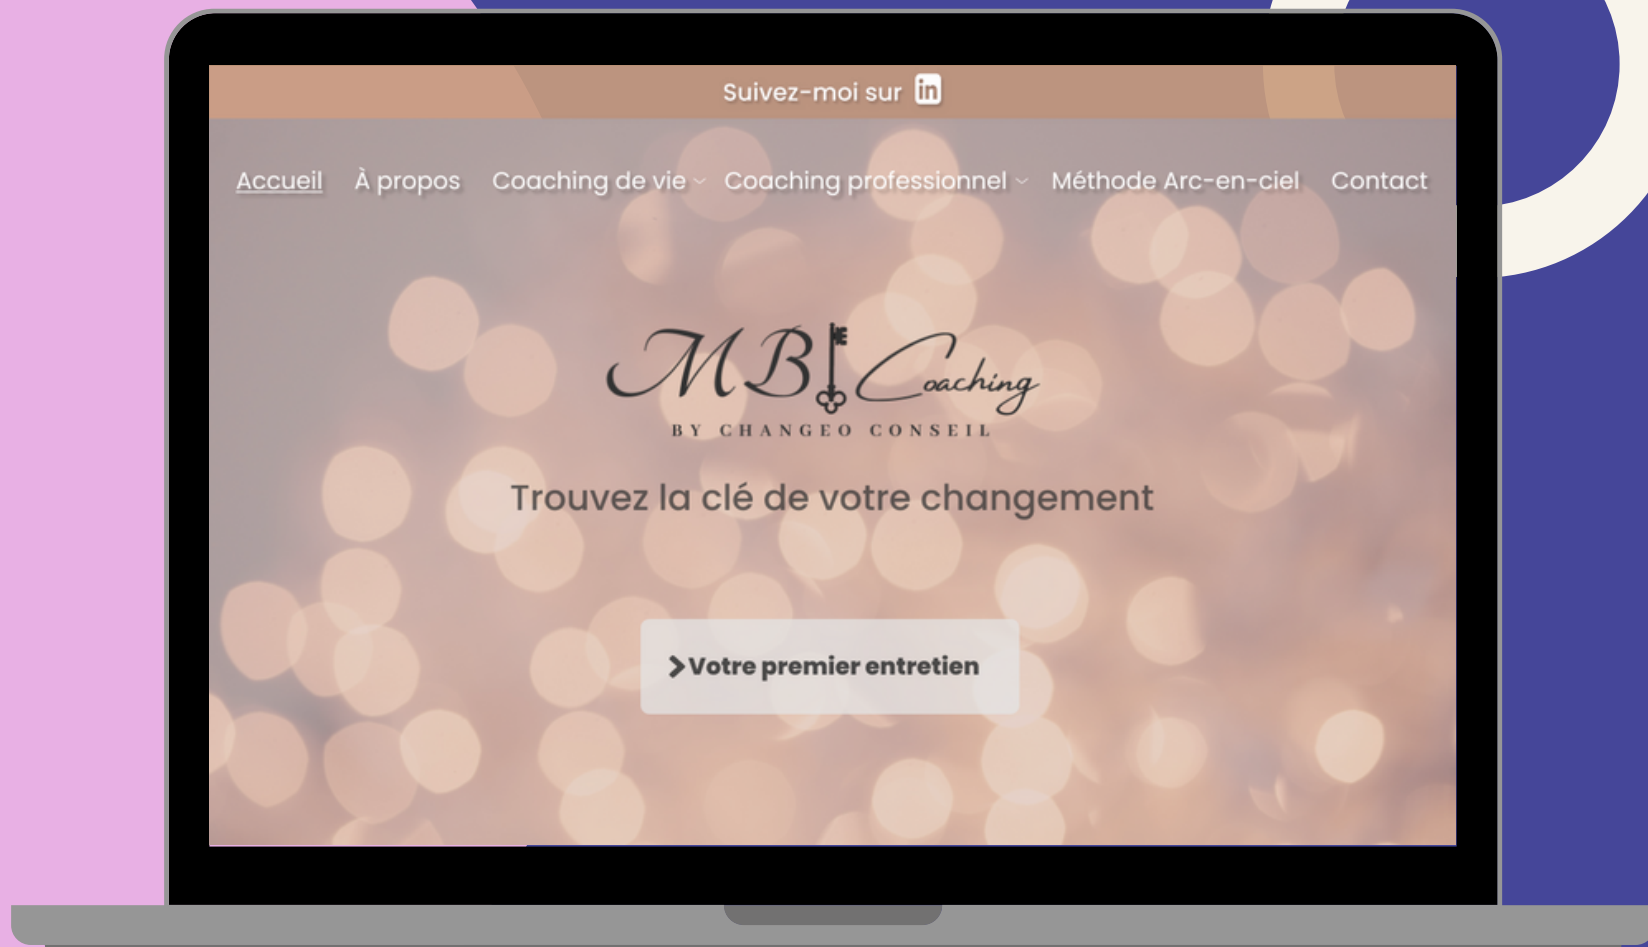 Suivez-moi sur in
Accueil À propos Coaching de vie Coaching professionnel Méthode Arc-en-ciel Contact
MB Coaching
BY CHANGEO CONSEIL
Trouvez la clé de votre changement
Votre premier entretien